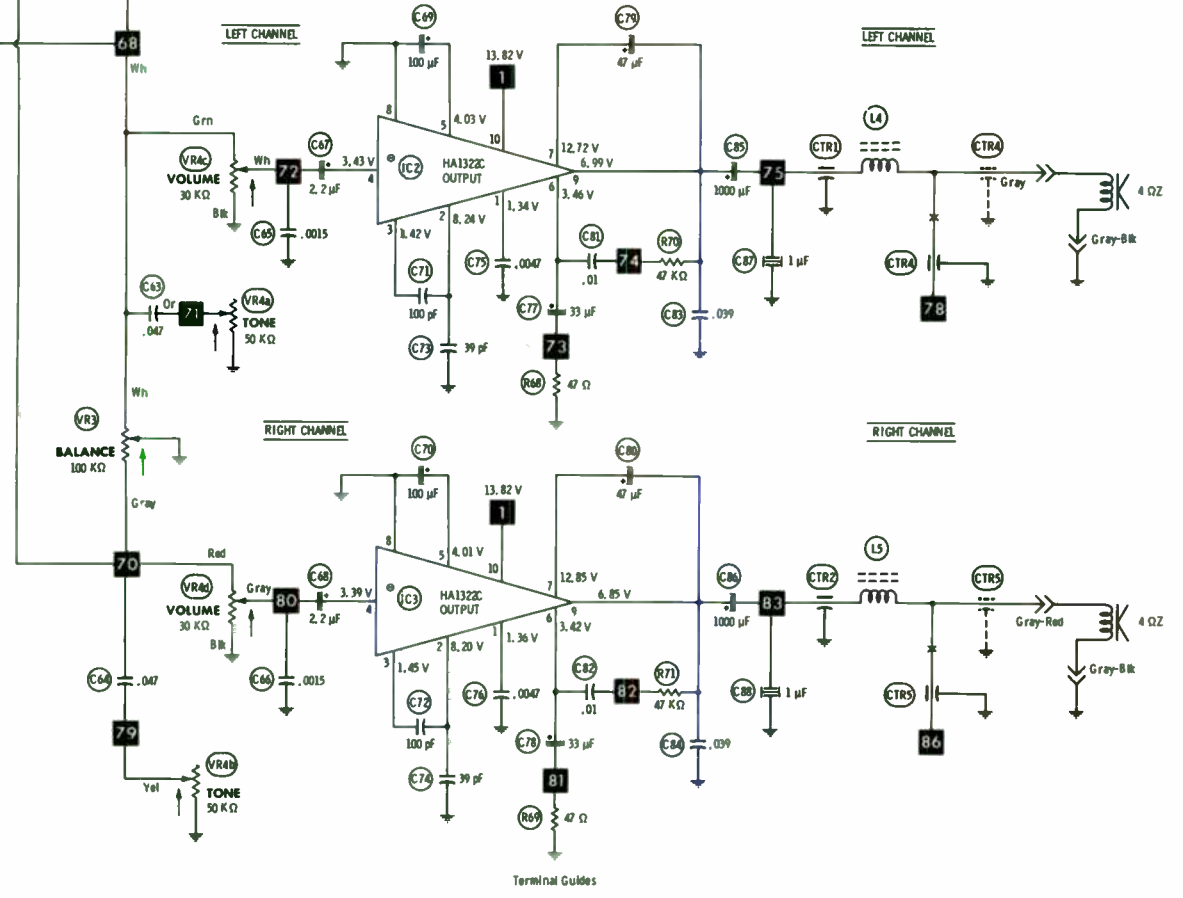 LEFT CHANNEL
C69
100 µF
13.82 V
1
C79
47 µF
LEFT CHANNEL
68
Wh
Grn
VR4c
VOLUME
30 KΩ
Wh
Blk
72
C67
2.2 µF
C65
.0015
3.43 V
4
8
5
4.03 V
10
IC2
HA1322C
OUTPUT
7
12.72 V
6.99 V
9
6
3.46 V
1
1.34 V
2
8.24 V
3
1.42 V
C71
100 pF
C73
39 pF
C75
.0047
C81
.01
74
R70
47 KΩ
C77
33 µF
73
R68
47 Ω
C83
.039
C85
1000 µF
75
C87
1 µF
CTR1
L4
CTR4
Gray
4 ΩZ
Gray-Blk
CTR4
78
C63
.047
Or
71
VR4a
TONE
50 KΩ
Wh
VR3
BALANCE
100 KΩ
Gray
RIGHT CHANNEL
C70
100 µF
13.82 V
1
C80
47 µF
RIGHT CHANNEL
70
Red
VR4d
VOLUME
30 KΩ
Gray
Blk
80
C68
2.2 µF
C66
.0015
3.39 V
4
8
5
4.01 V
10
IC3
HA1322C
OUTPUT
7
12.85 V
6.85 V
9
6
3.42 V
1
1.36 V
2
8.20 V
3
1.45 V
C72
100 pF
C74
39 pF
C76
.0047
C82
.01
82
R71
47 KΩ
C78
33 µF
81
R69
47 Ω
C84
.039
C86
1000 µF
83
C88
1 µF
CTR2
L5
CTR5
Gray-Red
4 ΩZ
Gray-Blk
CTR5
86
C64
.047
79
Yel
VR4b
TONE
50 KΩ
Terminal Guides